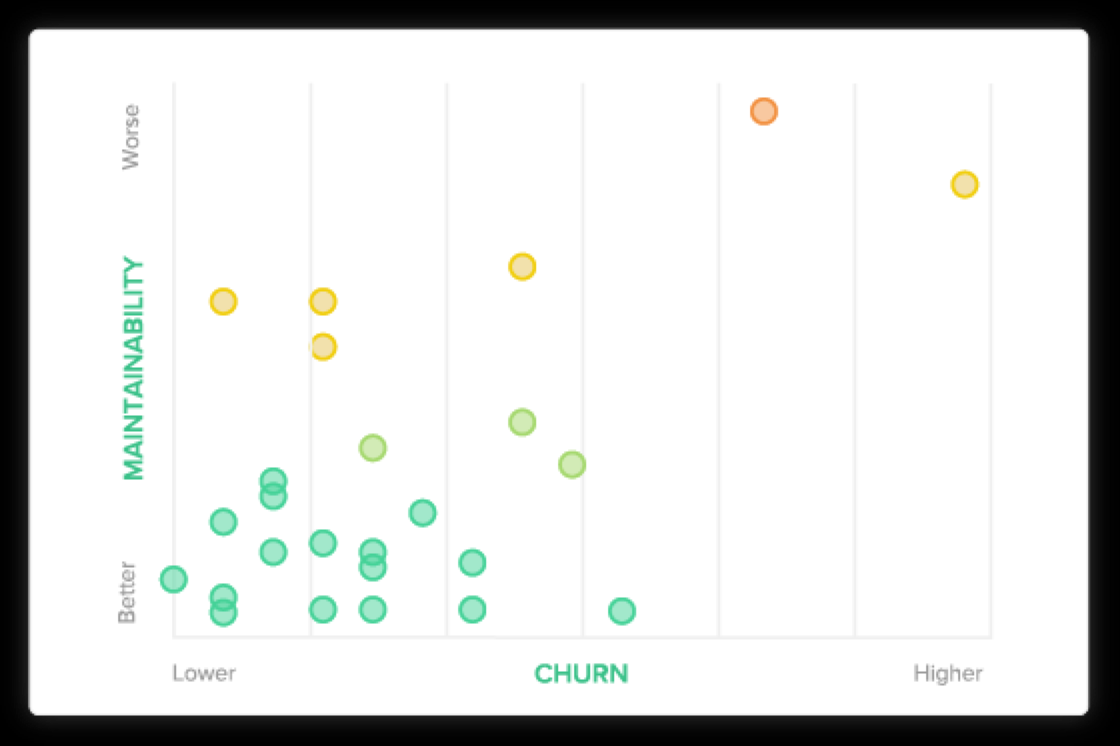 Worse
MAINTAINABILITY
Better
Lower
CHURN
Higher